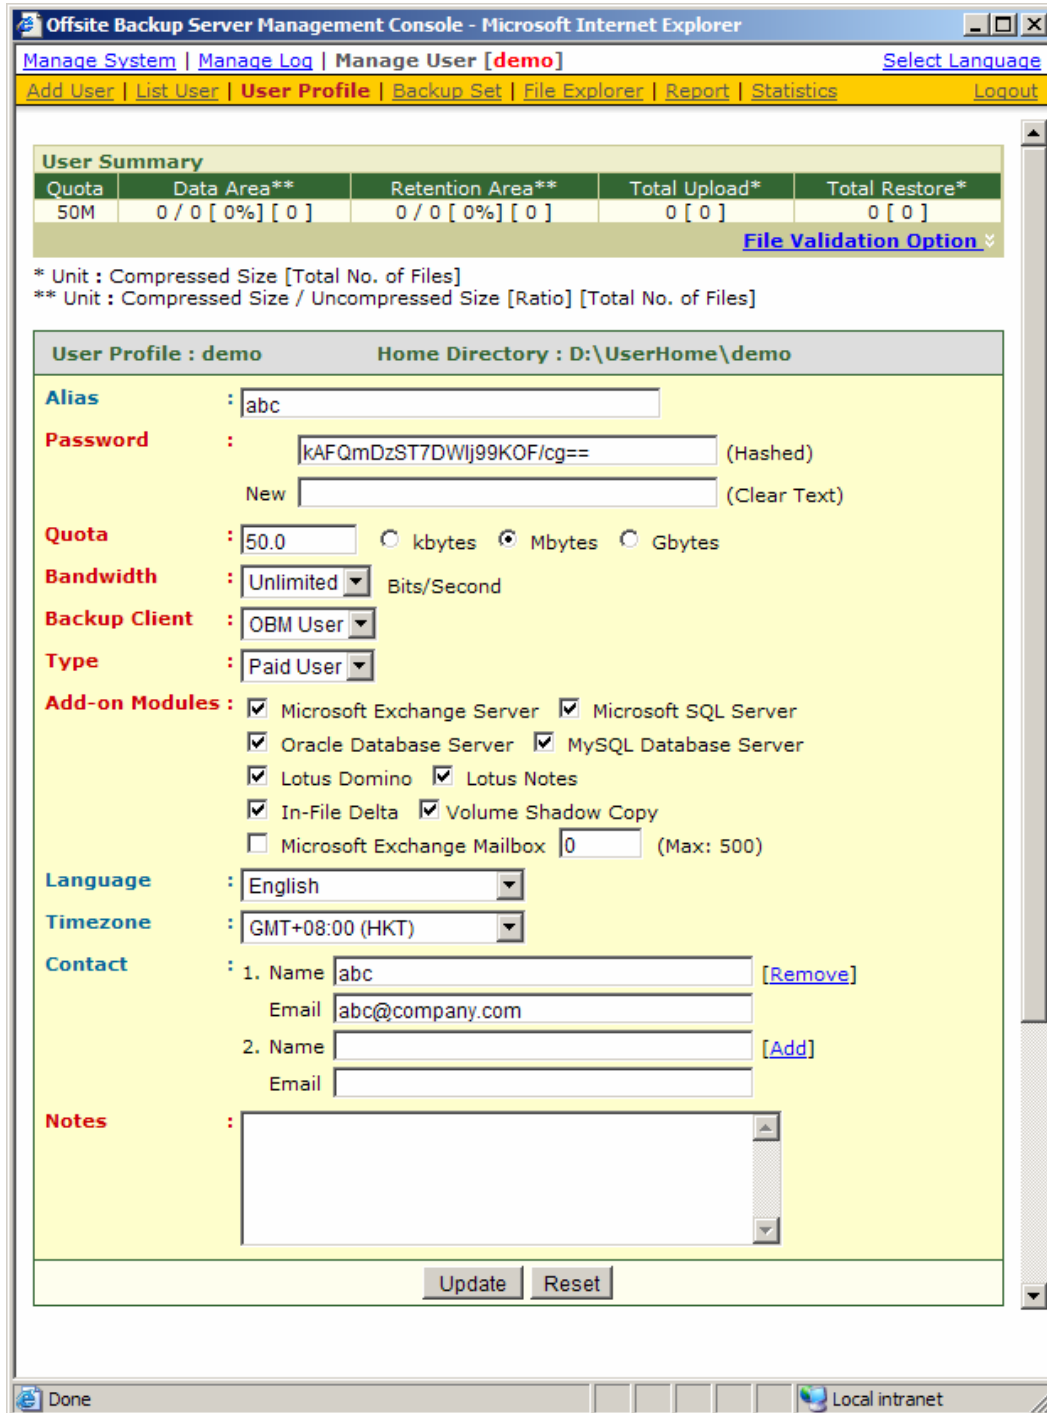 Offsite Backup Server Management Console - Microsoft Internet Explorer
Manage System | Manage Log | Manage User [demo] Select Language
Add User | List User | User Profile | Backup Set | File Explorer | Report | Statistics Logout
User Summary
Quota Data Area** Retention Area** Total Upload* Total Restore*
50M 0 / 0 [ 0%] [ 0 ] 0 / 0 [ 0%] [ 0 ] 0 [ 0 ] 0 [ 0 ]
File Validation Option
* Unit : Compressed Size [Total No. of Files]
** Unit : Compressed Size / Uncompressed Size [Ratio] [Total No. of Files]
User Profile : demo Home Directory : D:\UserHome\demo
Alias : abc
Password : kAFQmDzST7DWIj99KOF/cg== (Hashed)
New (Clear Text)
Quota : 50.0 kbytes Mbytes Gbytes
Bandwidth : Unlimited Bits/Second
Backup Client : OBM User
Type : Paid User
Add-on Modules : Microsoft Exchange Server Microsoft SQL Server
Oracle Database Server MySQL Database Server
Lotus Domino Lotus Notes
In-File Delta Volume Shadow Copy
Microsoft Exchange Mailbox 0 (Max: 500)
Language : English
Timezone : GMT+08:00 (HKT)
Contact : 1. Name abc [Remove]
Email abc@company.com
2. Name [Add]
Email
Notes :
Update Reset
Done Local intranet